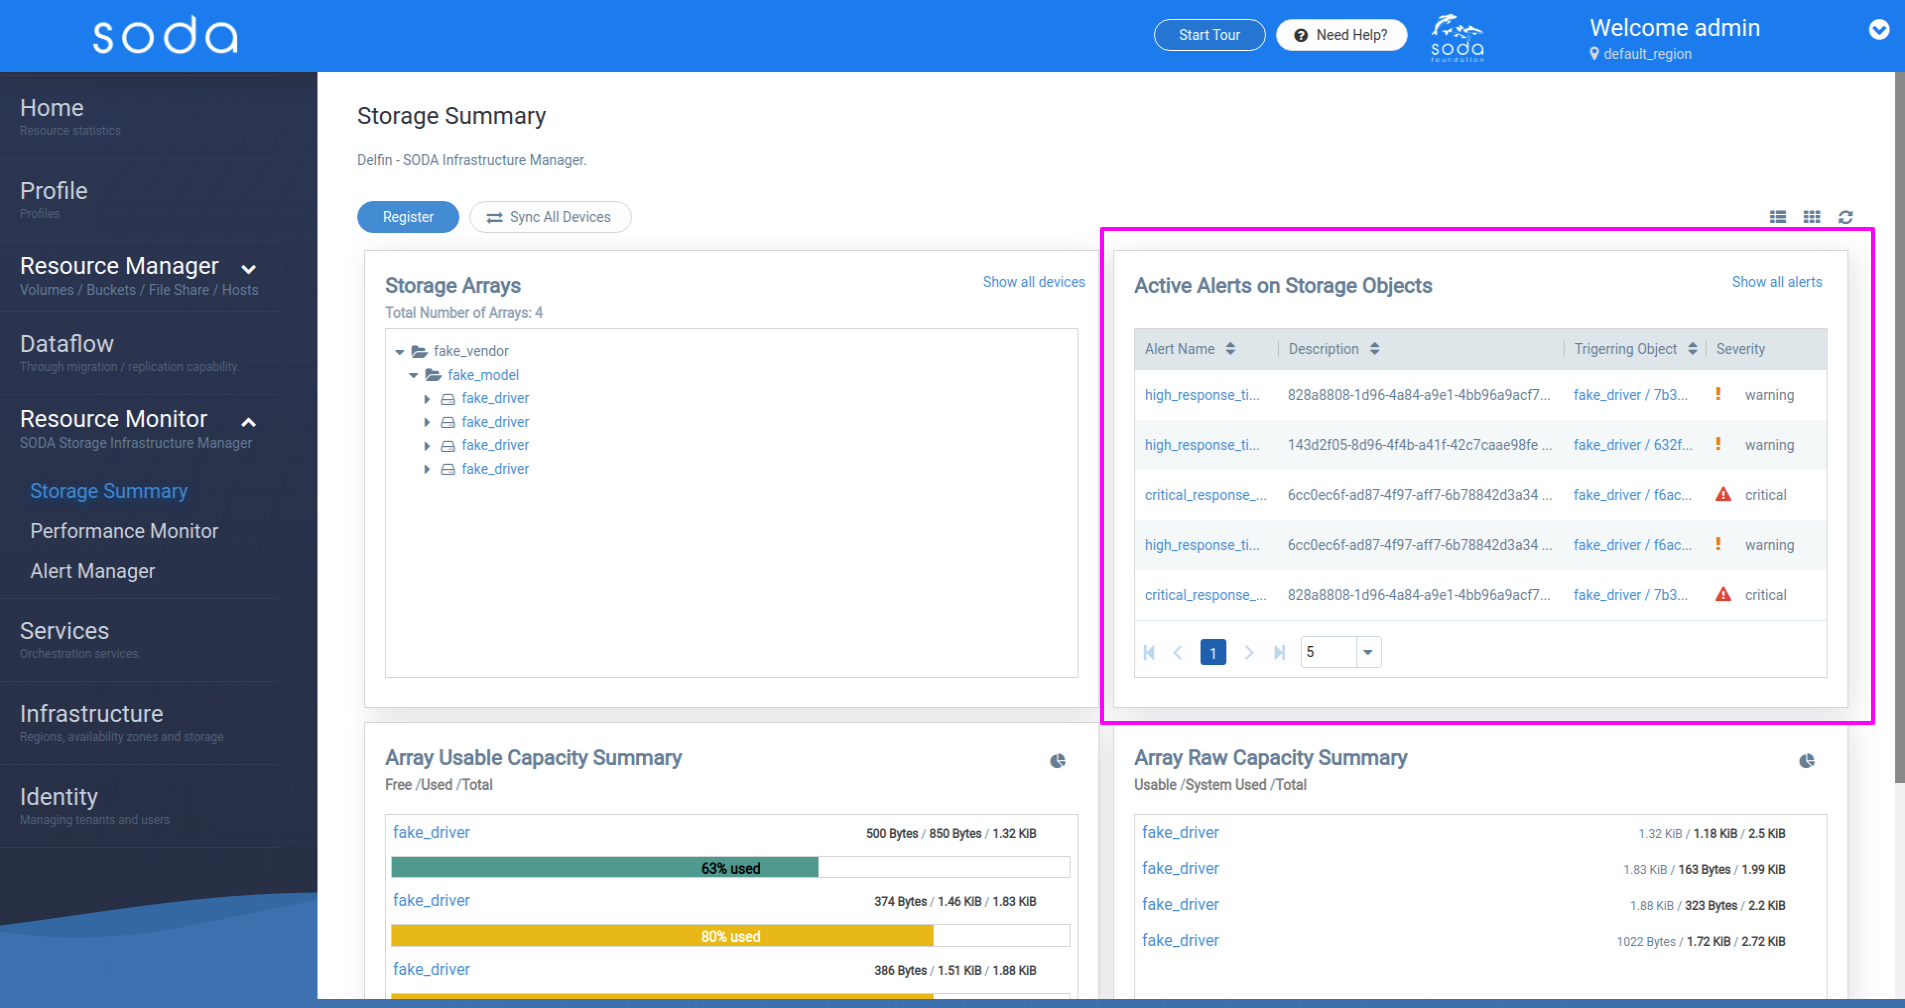 soda
Start Tour
Need Help?
soda
foundation
Welcome admin
default_region
Home
Resource statistics
Profile
Profiles
Resource Manager
Volumes / Buckets / File Share / Hosts
Dataflow
Through migration / replication capability.
Resource Monitor
SODA Storage Infrastructure Manager
Storage Summary
Performance Monitor
Alert Manager
Services
Orchestration services.
Infrastructure
Regions, availability zones and storage
Identity
Managing tenants and users
Storage Summary
Delfin - SODA Infrastructure Manager.
Register
Sync All Devices
Storage Arrays
Show all devices
Total Number of Arrays: 4
fake_vendor
fake_model
fake_driver
fake_driver
fake_driver
fake_driver
Active Alerts on Storage Objects
Show all alerts
Alert Name Description Trigerring Object Severity
high_response_ti... 828a8808-1d96-4a84-a9e1-4bb96a9acf7... fake_driver / 7b3... warning
high_response_ti... 143d2f05-8d96-4f4b-a41f-42c7caae98fe ... fake_driver / 632f... warning
critical_response_... 6cc0ec6f-ad87-4f97-aff7-6b78842d3a34 ... fake_driver / f6ac... critical
high_response_ti... 6cc0ec6f-ad87-4f97-aff7-6b78842d3a34 ... fake_driver / f6ac... warning
critical_response_... 828a8808-1d96-4a84-a9e1-4bb96a9acf7... fake_driver / 7b3... critical
1
5
Array Usable Capacity Summary
Free /Used /Total
fake_driver 500 Bytes / 850 Bytes / 1.32 KiB
63% used
fake_driver 374 Bytes / 1.46 KiB / 1.83 KiB
80% used
fake_driver 386 Bytes / 1.51 KiB / 1.88 KiB
Array Raw Capacity Summary
Usable /System Used /Total
fake_driver 1.32 KiB / 1.18 KiB / 2.5 KiB
fake_driver 1.83 KiB / 163 Bytes / 1.99 KiB
fake_driver 1.88 KiB / 323 Bytes / 2.2 KiB
fake_driver 1022 Bytes / 1.72 KiB / 2.72 KiB